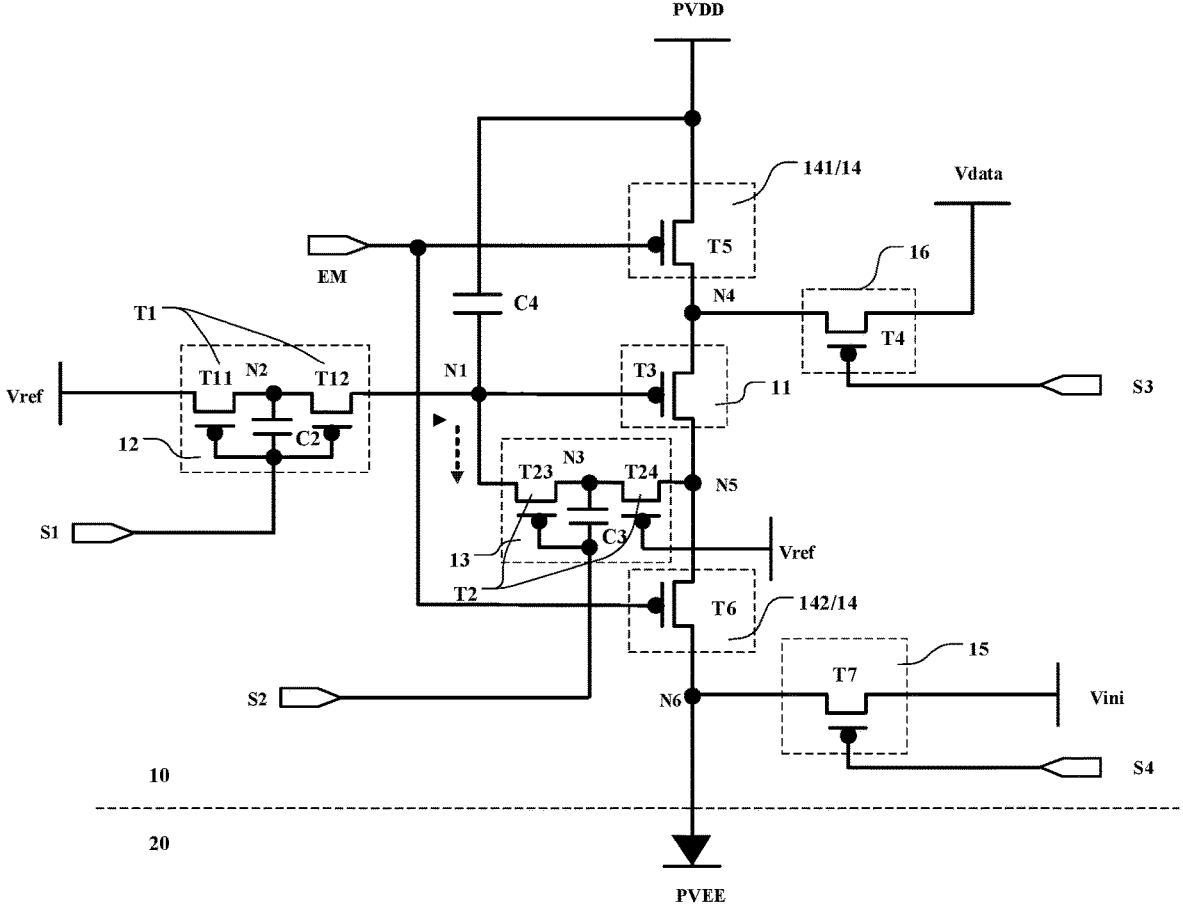 PVDD
141/14
Vdata
T5
16
EM
N4
C4
T4
T1
N2
N1
T3
T11
T12
11
S3
Vref
12
C2
N3
T23
T24
N5
S1
13
C3
Vref
T2
T6
142/14
15
T7
S2
N6
Vini
10
S4
20
PVEE